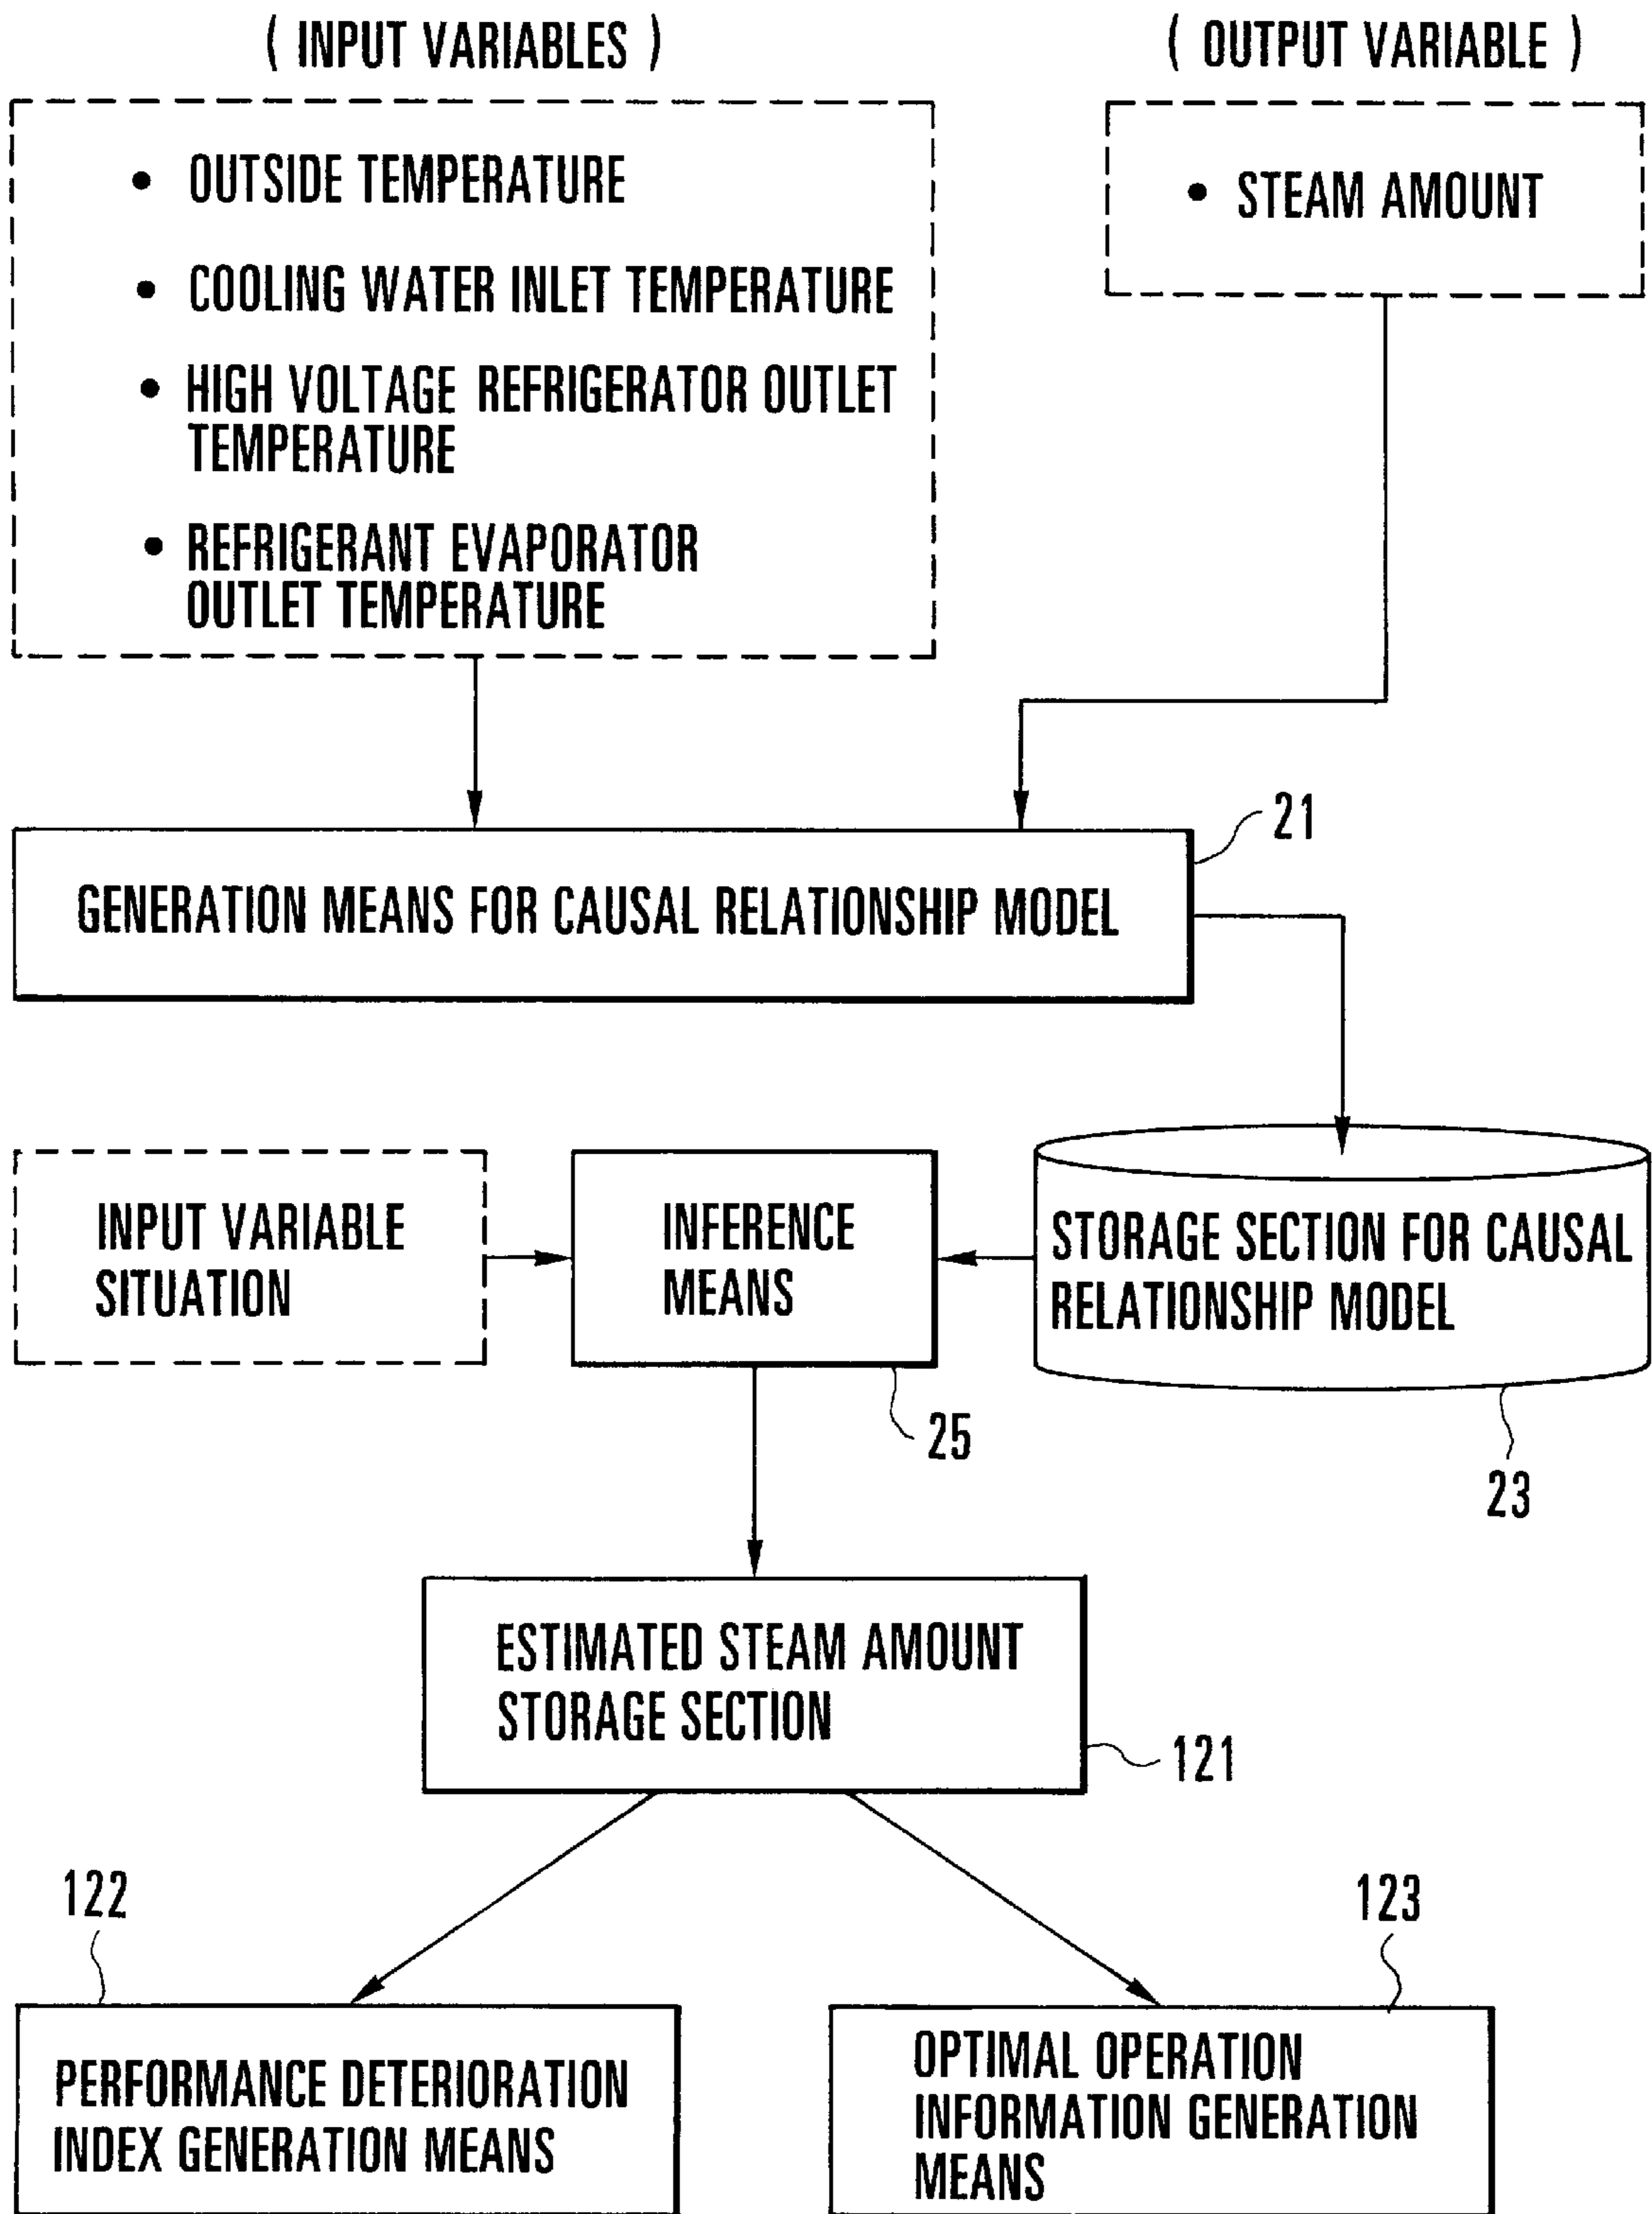 ( INPUT VARIABLES )
( OUTPUT VARIABLE )
• OUTSIDE TEMPERATURE
• COOLING WATER INLET TEMPERATURE
• HIGH VOLTAGE REFRIGERATOR OUTLET
TEMPERATURE
• REFRIGERANT EVAPORATOR
OUTLET TEMPERATURE
• STEAM AMOUNT
21
GENERATION MEANS FOR CAUSAL RELATIONSHIP MODEL
INPUT VARIABLE
SITUATION
INFERENCE
MEANS
25
STORAGE SECTION FOR CAUSAL
RELATIONSHIP MODEL
23
ESTIMATED STEAM AMOUNT
STORAGE SECTION
121
122
PERFORMANCE DETERIORATION
INDEX GENERATION MEANS
123
OPTIMAL OPERATION
INFORMATION GENERATION
MEANS